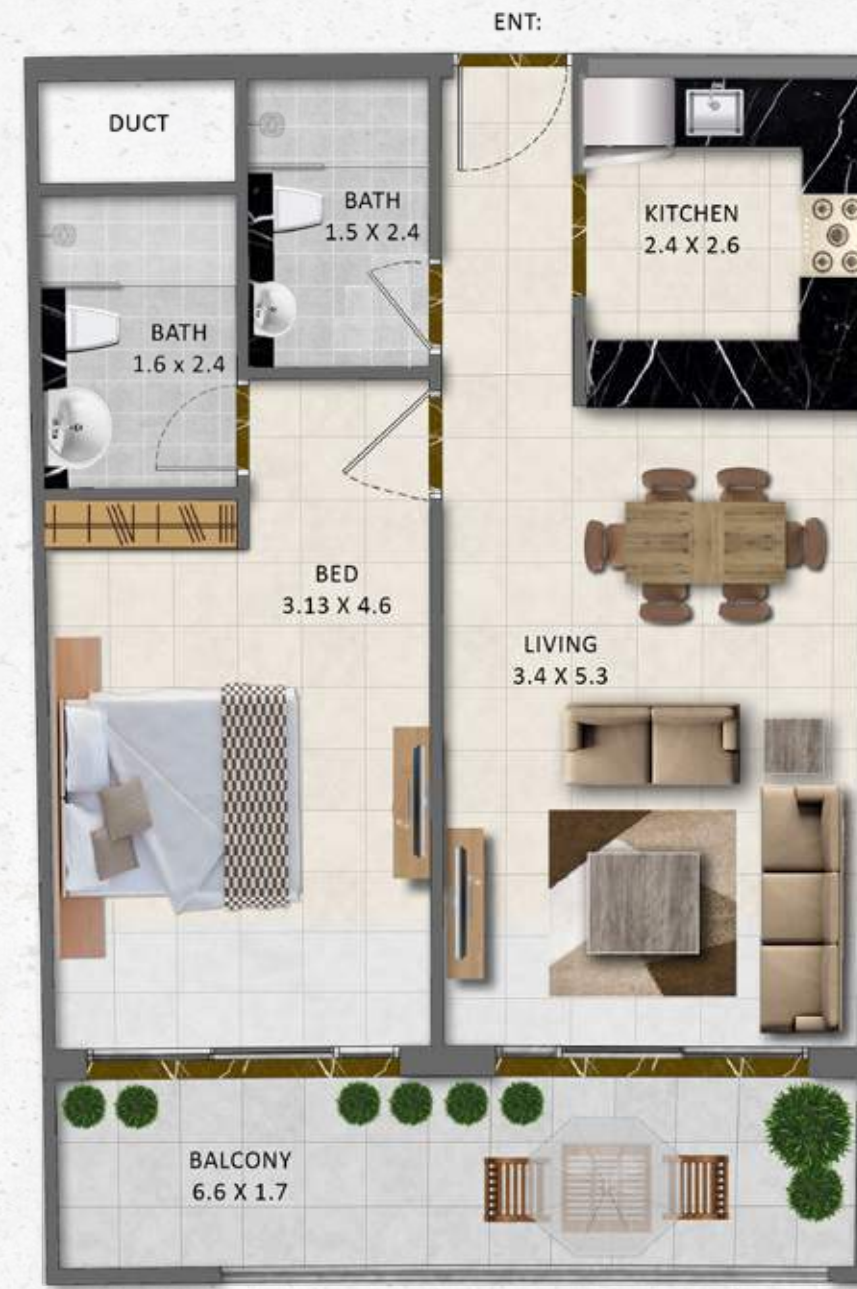 ENT:
DUCT
BATH
1.5 X 2.4
KITCHEN
2.4 X 2.6
BATH
1.6 x 2.4
BED
3.13 X 4.6
LIVING
3.4 X 5.3
BALCONY
6.6 X 1.7